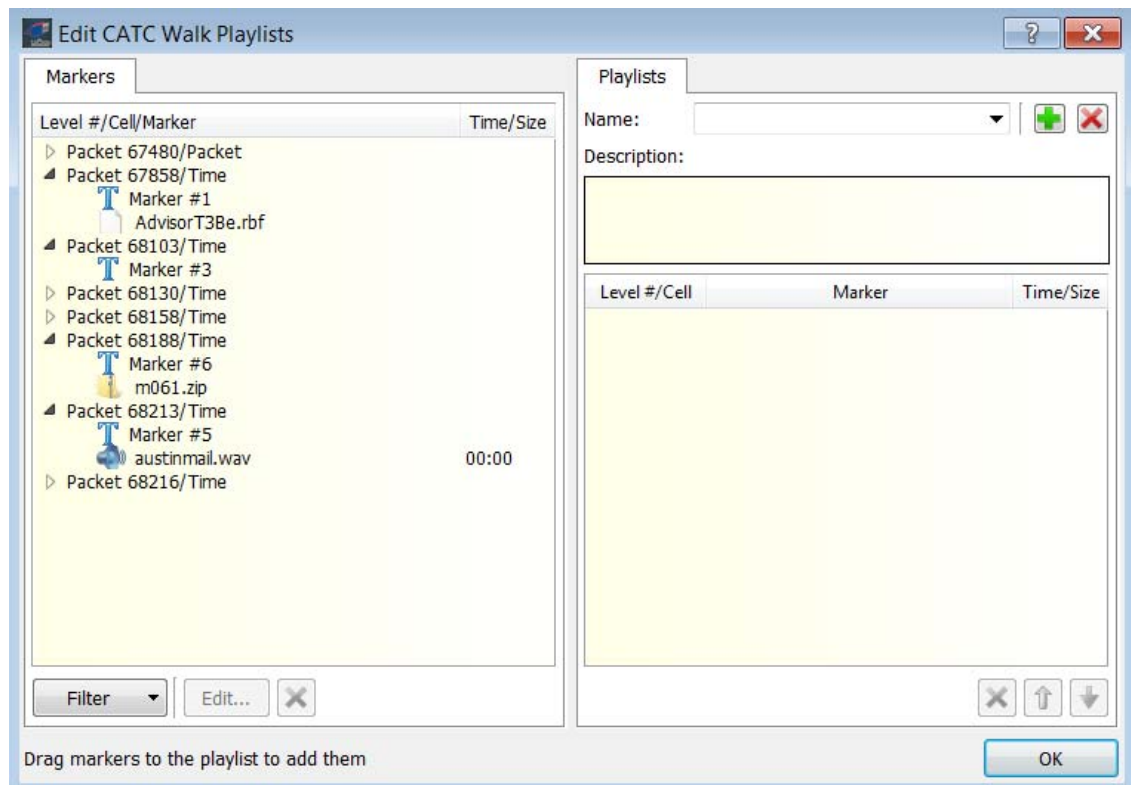 Edit CATC Walk Playlists
Markers
Level #/Cell/Marker Time/Size
Packet 67480/Packet
Packet 67858/Time
Marker #1
AdvisorT3Be.rbf
Packet 68103/Time
Marker #3
Packet 68130/Time
Packet 68158/Time
Packet 68188/Time
Marker #6
m061.zip
Packet 68213/Time
Marker #5
austinmail.wav 00:00
Packet 68216/Time
Filter Edit...
Playlists
Name:
Description:
Level #/Cell Marker Time/Size
Drag markers to the playlist to add them
OK